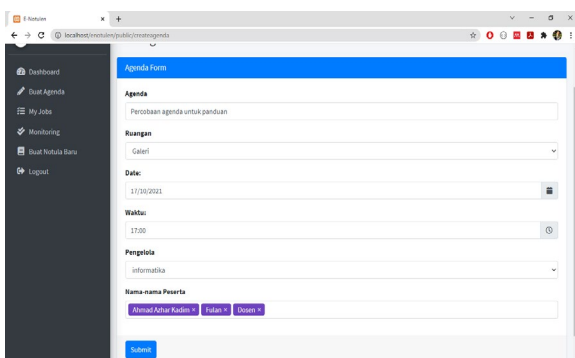 E-Notulen
localhost/enotulen/public/createagenda
Dashboard
Buat Agenda
My Jobs
Monitoring
Buat Notula Baru
Logout
Agenda Form
Agenda
Percobaan agenda untuk panduan
Ruangan
Galeri
Date:
17/10/2021
Waktu:
17:00
Pengelola
informatika
Nama-nama Peserta
Ahmad Azhar Kadim × Fulan × Dosen ×
Submit